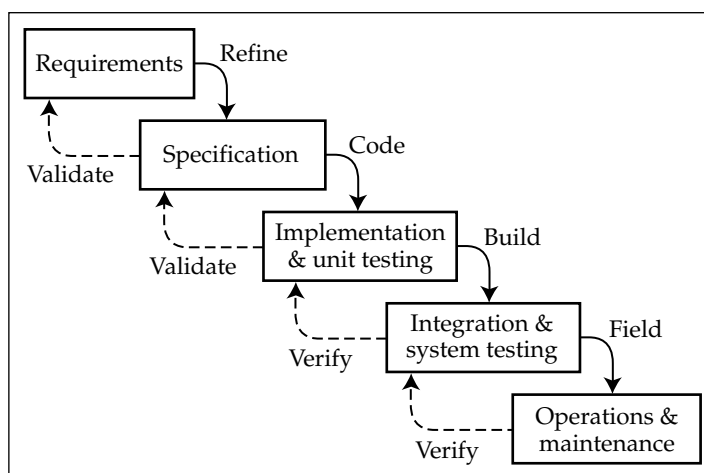 Requirements
Refine
Validate
Specification
Code
Validate
Implementation
& unit testing
Build
Verify
Integration &
system testing
Field
Verify
Operations &
maintenance